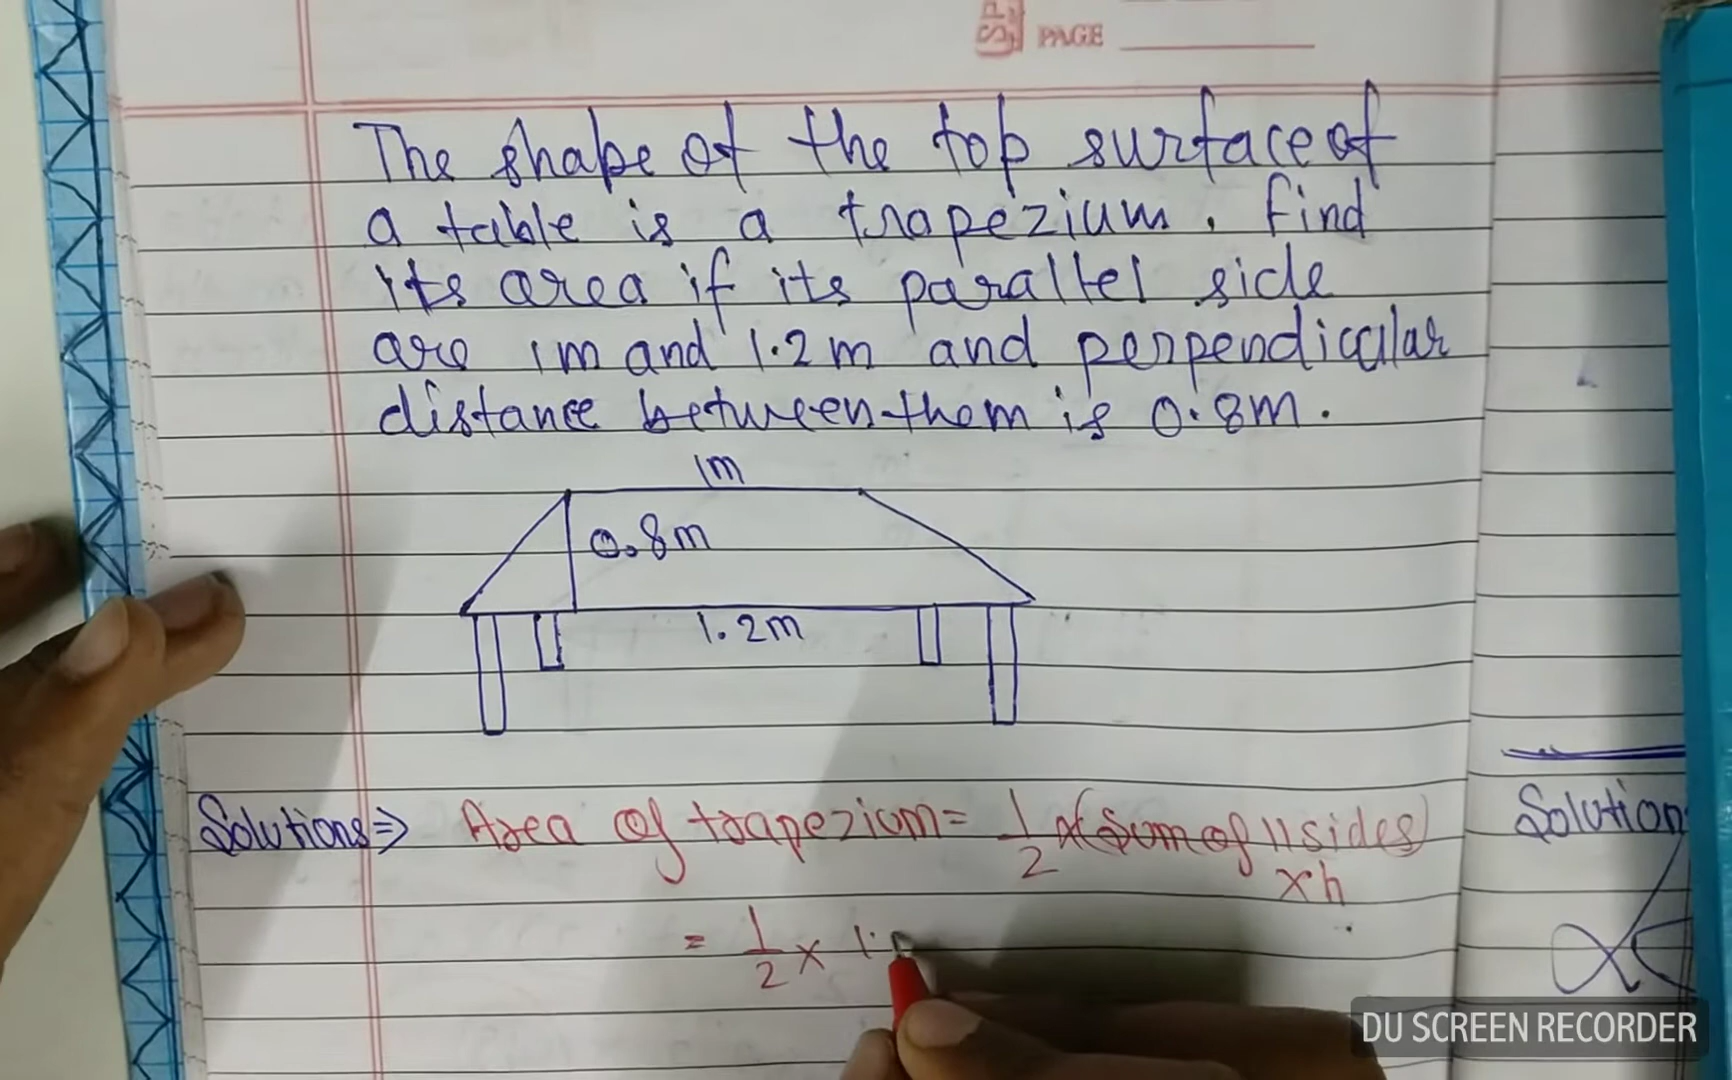 PAGE
The shape of the top surface of
a table is a trapezium. Find
its area if its parallel side
are 1m and 1.2m and perpendicular
distance between them is 0.8m.
1m
0.8m
1.2m
Solutions⇒ Area of trapezium = 1/2 x (Sum of 11 sides)
x h
= 1/2 x 1.
Solution
DU SCREEN RECORDER